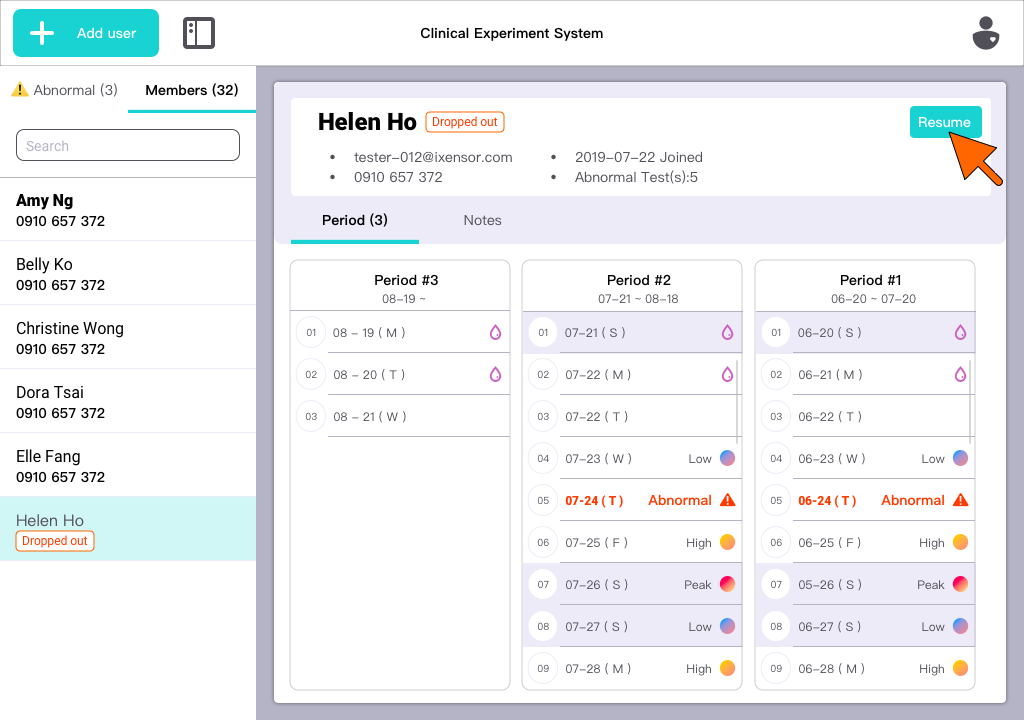 Add user
Clinical Experiment System
Abnormal (3)
Members (32)
Search
Amy Ng
0910 657 372
Belly Ko
0910 657 372
Christine Wong
0910 657 372
Dora Tsai
0910 657 372
Elle Fang
0910 657 372
Helen Ho
Dropped out
Helen Ho Dropped out
Resume
• tester-012@ixensor.com
• 0910 657 372
• 2019-07-22 Joined
• Abnormal Test(s):5
Period (3)
Notes
Period #3
08-19 ~
01 08 - 19 ( M )
02 08 - 20 ( T )
03 08 - 21 ( W )
Period #2
07-21 ~ 08-18
01 07-21 ( S )
02 07-22 ( M )
03 07-22 ( T )
04 07-23 ( W ) Low
05 07-24 ( T ) Abnormal
06 07-25 ( F ) High
07 07-26 ( S ) Peak
08 07-27 ( S ) Low
09 07-28 ( M ) High
Period #1
06-20 ~ 07-20
01 06-20 ( S )
02 06-21 ( M )
03 06-22 ( T )
04 06-23 ( W ) Low
05 06-24 ( T ) Abnormal
06 06-25 ( F ) High
07 05-26 ( S ) Peak
08 06-27 ( S ) Low
09 06-28 ( M ) High